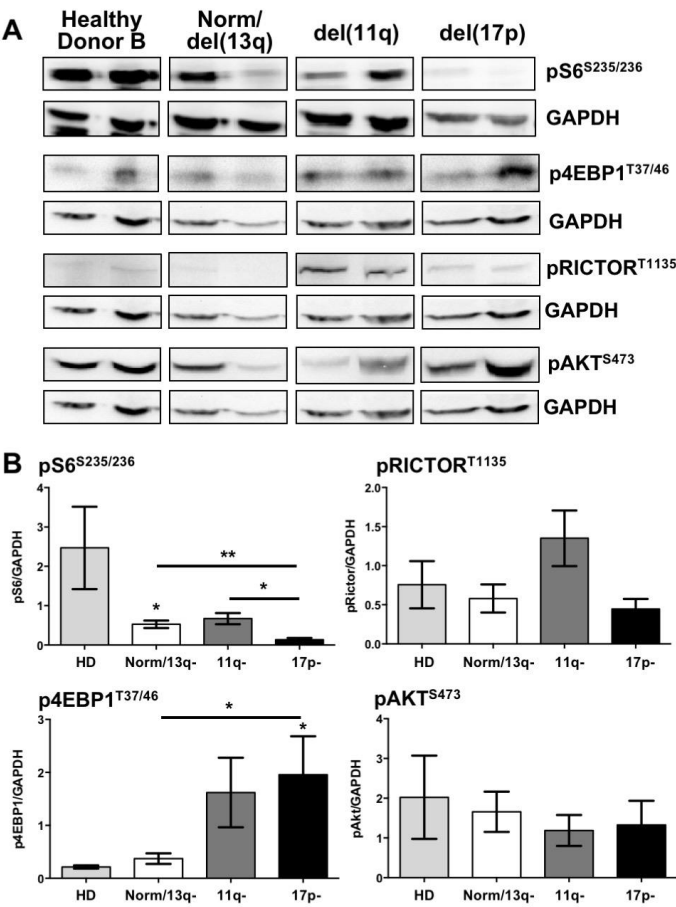 A
Healthy Donor B
Norm/ del(13q)
del(11q)
del(17p)
pS6S235/236
GAPDH
p4EBP1T37/46
GAPDH
pRICTORT1135
GAPDH
pAKTS473
GAPDH
B
pS6S235/236
pS6/GAPDH
4
3
2
1
0
*
**
*
HD
Norm/13q-
11q-
17p-
pRICTORT1135
pRictor/GAPDH
2.0
1.5
1.0
0.5
0.0
HD
Norm/13q-
11q-
17p-
p4EBP1T37/46
p4EBP1/GAPDH
3
2
1
0
*
*
HD
Norm/13q-
11q-
17p-
pAKTS473
pAkt/GAPDH
4
3
2
1
0
HD
Norm/13q-
11q-
17p-